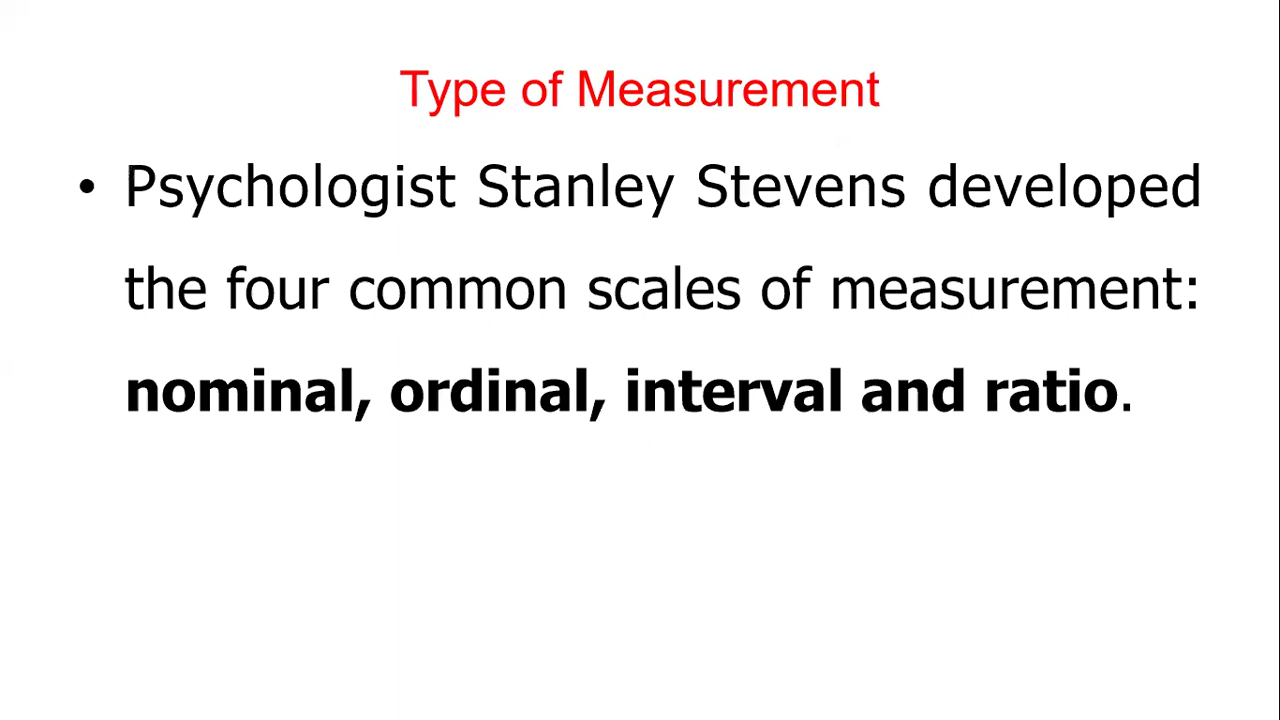 Type of Measurement
• Psychologist Stanley Stevens developed
the four common scales of measurement:
nominal, ordinal, interval and ratio.